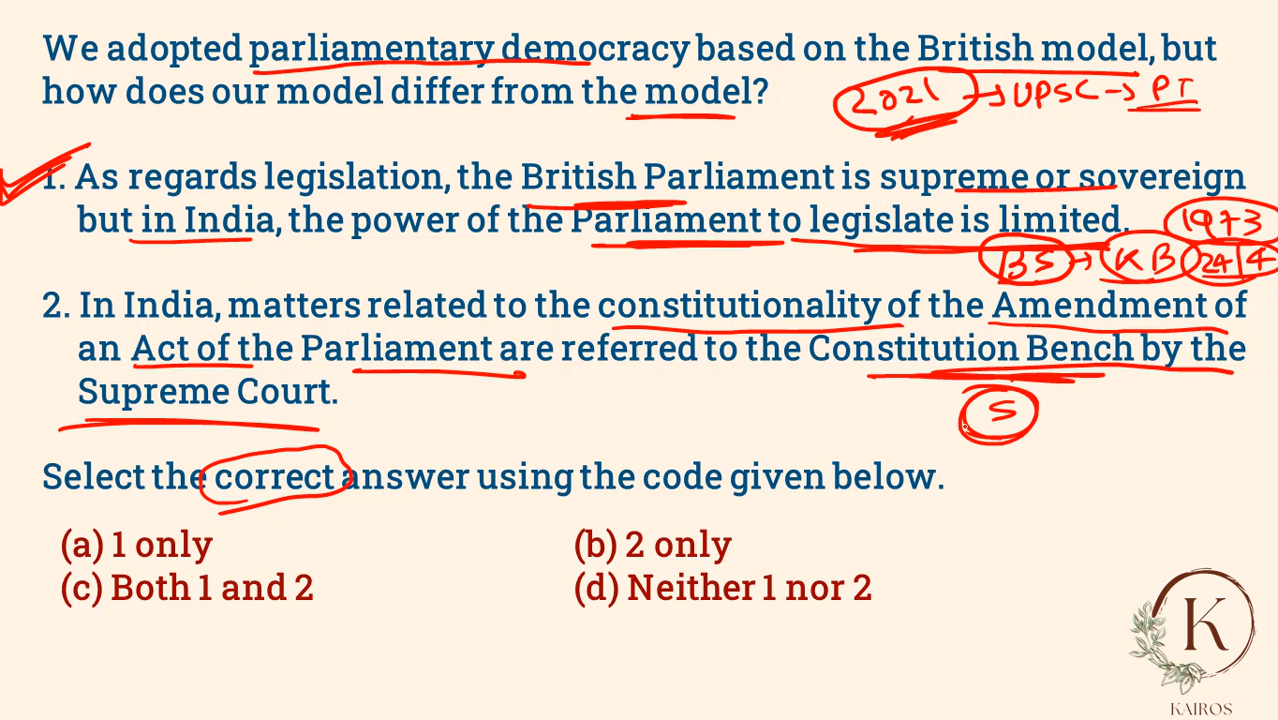 We adopted parliamentary democracy based on the British model, but
how does our model differ from the model?
2021 → UPSC → PT
1. As regards legislation, the British Parliament is supreme or sovereign
but in India, the power of the Parliament to legislate is limited.
1973
BS → KB 24 4
2. In India, matters related to the constitutionality of the Amendment of
an Act of the Parliament are referred to the Constitution Bench by the
Supreme Court.
5
Select the correct answer using the code given below.
(a) 1 only
(b) 2 only
(c) Both 1 and 2
(d) Neither 1 nor 2
K
KAIROS